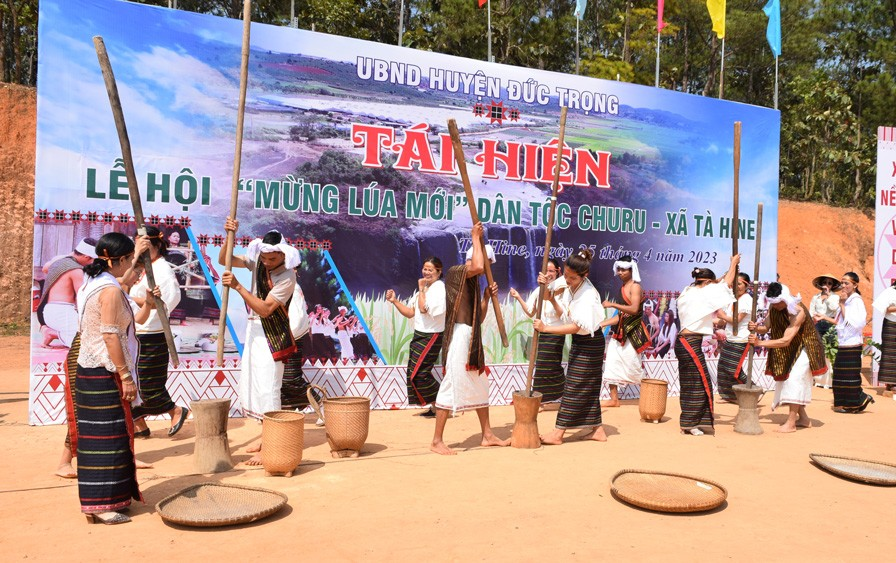 UBND HUYỆN ĐỨC TRỌNG
TÁI HIỆN
LỄ HỘI "MỪNG LÚA MỚI" DÂN TỘC CHURU - XÃ TÀ HINE
Hine, ngày 25 tháng 4 năm 2023